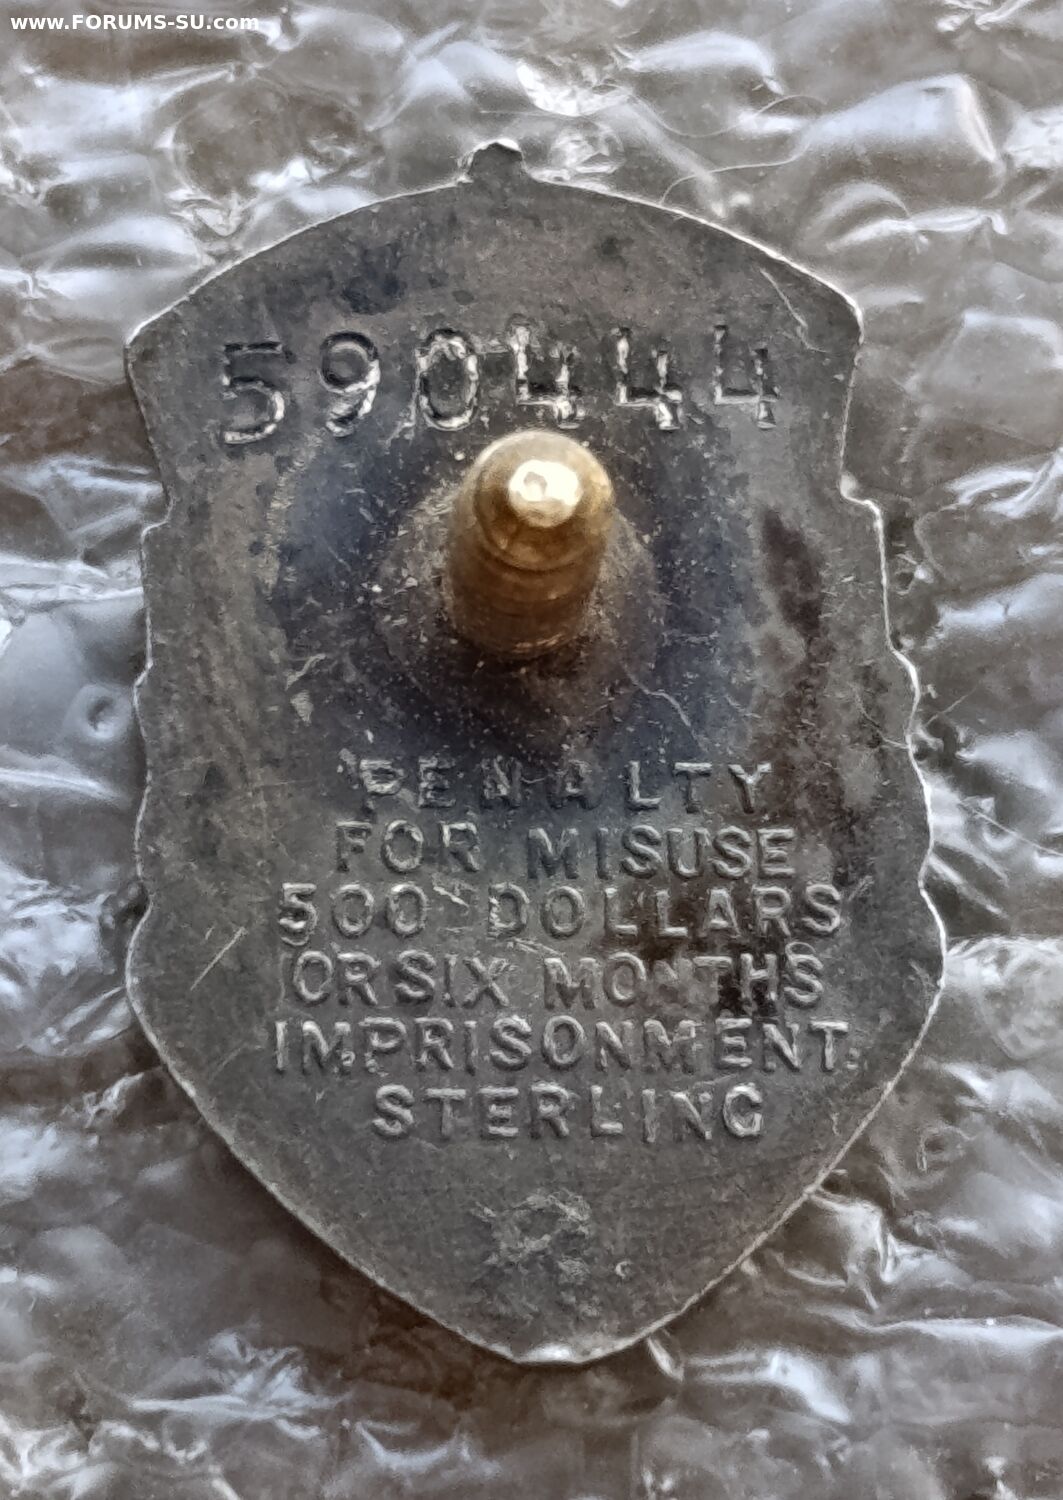 www.FORUMS-SU.com
590444
PENALTY
FOR MISUSE
500 DOLLARS
OR SIX MONTHS
IMPRISONMENT.
STERLING